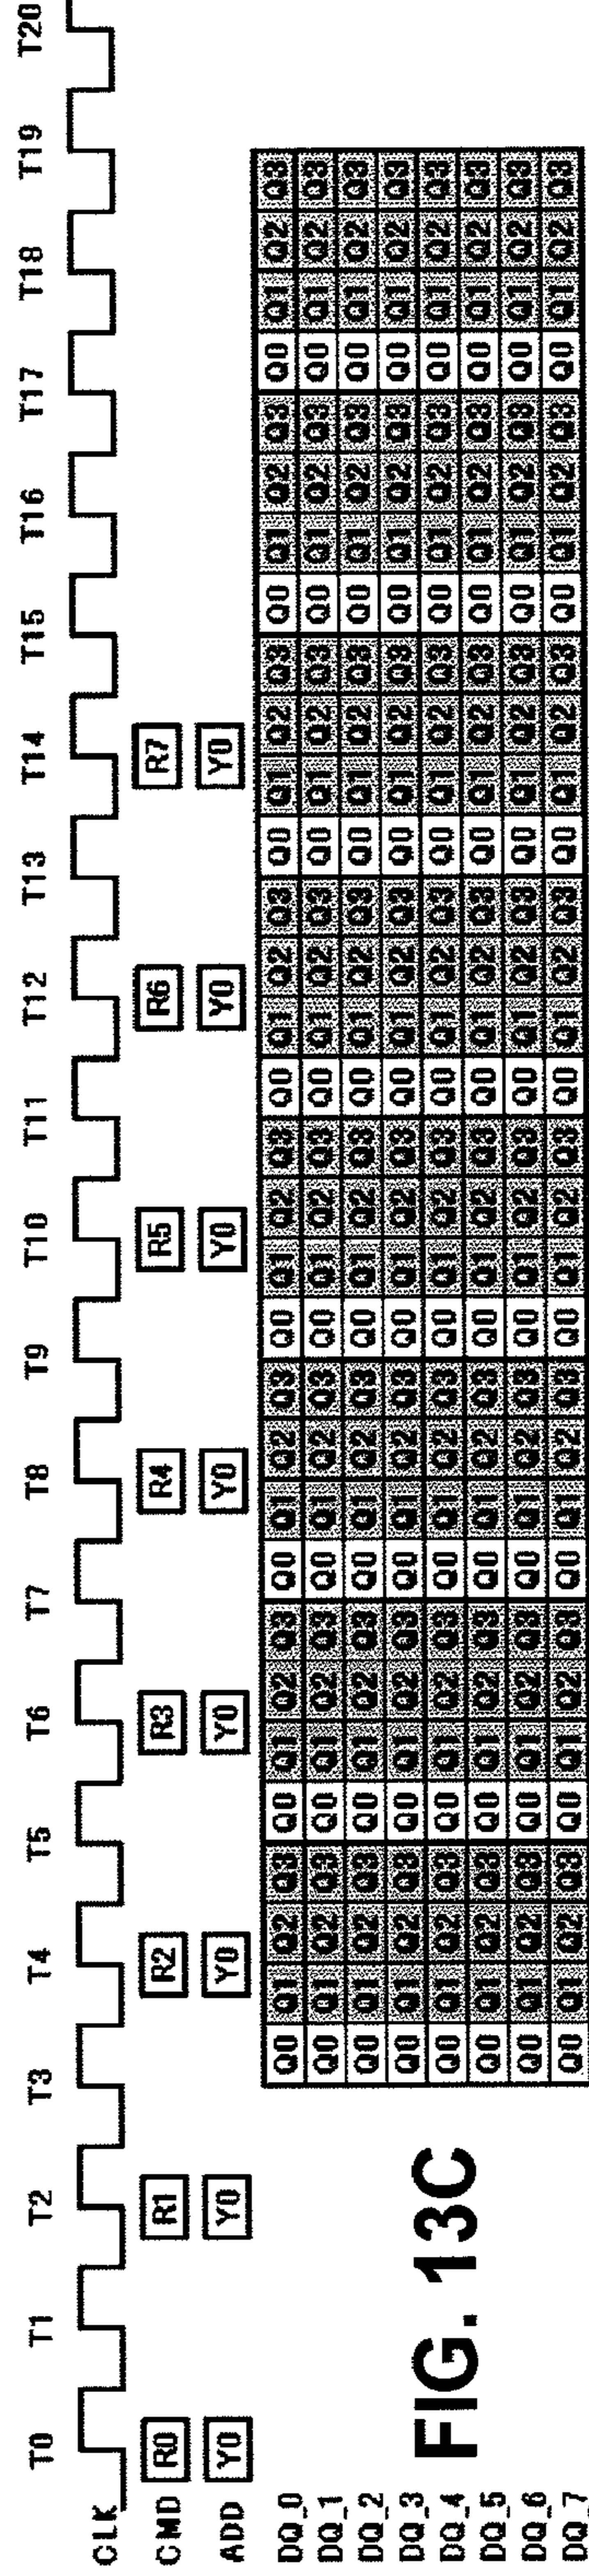 T0 T1 T2 T3 T4 T5 T6 T7 T8 T9 T10 T11 T12 T13 T14 T15 T16 T17 T18 T19 T20
CLK
CMD R0 R1 R2 R3 R4 R5 R6 R7
ADD Y0 Y0 Y0 Y0 Y0 Y0 Y0 Y0
DQ_0 Q0 Q1 Q2 Q3 Q0 Q1 Q2 Q3 Q0 Q1 Q2 Q3 Q0 Q1 Q2 Q3 Q0 Q1 Q2 Q3 Q0 Q1 Q2 Q3 Q0 Q1 Q2 Q3 Q0 Q1 Q2 Q3
DQ_1 Q0 Q1 Q2 Q3 Q0 Q1 Q2 Q3 Q0 Q1 Q2 Q3 Q0 Q1 Q2 Q3 Q0 Q1 Q2 Q3 Q0 Q1 Q2 Q3 Q0 Q1 Q2 Q3 Q0 Q1 Q2 Q3
DQ_2 Q0 Q1 Q2 Q3 Q0 Q1 Q2 Q3 Q0 Q1 Q2 Q3 Q0 Q1 Q2 Q3 Q0 Q1 Q2 Q3 Q0 Q1 Q2 Q3 Q0 Q1 Q2 Q3 Q0 Q1 Q2 Q3
DQ_3 Q0 Q1 Q2 Q3 Q0 Q1 Q2 Q3 Q0 Q1 Q2 Q3 Q0 Q1 Q2 Q3 Q0 Q1 Q2 Q3 Q0 Q1 Q2 Q3 Q0 Q1 Q2 Q3 Q0 Q1 Q2 Q3
DQ_4 Q0 Q1 Q2 Q3 Q0 Q1 Q2 Q3 Q0 Q1 Q2 Q3 Q0 Q1 Q2 Q3 Q0 Q1 Q2 Q3 Q0 Q1 Q2 Q3 Q0 Q1 Q2 Q3 Q0 Q1 Q2 Q3
DQ_5 Q0 Q1 Q2 Q3 Q0 Q1 Q2 Q3 Q0 Q1 Q2 Q3 Q0 Q1 Q2 Q3 Q0 Q1 Q2 Q3 Q0 Q1 Q2 Q3 Q0 Q1 Q2 Q3 Q0 Q1 Q2 Q3
DQ_6 Q0 Q1 Q2 Q3 Q0 Q1 Q2 Q3 Q0 Q1 Q2 Q3 Q0 Q1 Q2 Q3 Q0 Q1 Q2 Q3 Q0 Q1 Q2 Q3 Q0 Q1 Q2 Q3 Q0 Q1 Q2 Q3
DQ_7 Q0 Q1 Q2 Q3 Q0 Q1 Q2 Q3 Q0 Q1 Q2 Q3 Q0 Q1 Q2 Q3 Q0 Q1 Q2 Q3 Q0 Q1 Q2 Q3 Q0 Q1 Q2 Q3 Q0 Q1 Q2 Q3
FIG. 13C